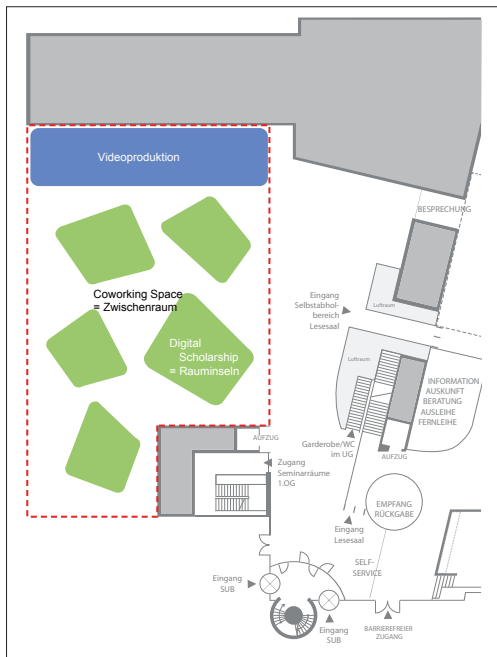 Videoproduktion
BESPRECHUNG
Coworking Space
= Zwischenraum
Eingang
Selbstabhol-
bereich
Lesesaal
Luftraum
Digital
Scholarship
= Rauminseln
Luftraum
INFORMATION
AUSKUNFT
BERATUNG
AUSLEIHE
FERNLEIHE
AUFZUG
Garderobe/WC
im UG
AUFZUG
Zugang
Seminarräume
1.OG
EMPFANG
RÜCKGABE
Eingang
Lesesaal
SELF-
SERVICE
Eingang
SUB
Eingang
SUB
BARRIEREFREIER
ZUGANG